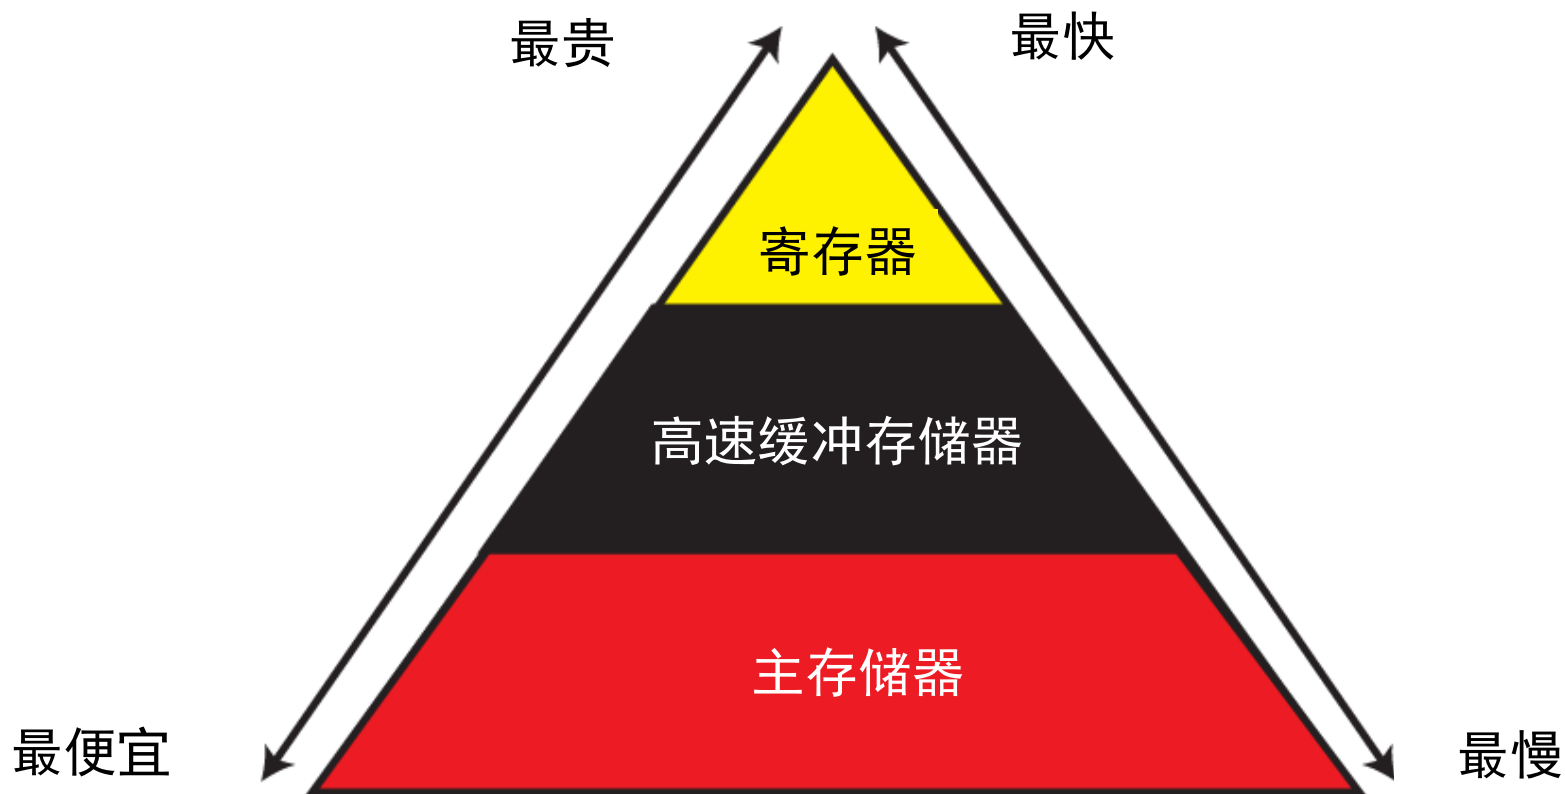 最贵
最快
寄存器
高速缓冲存储器
主存储器
最便宜
最慢